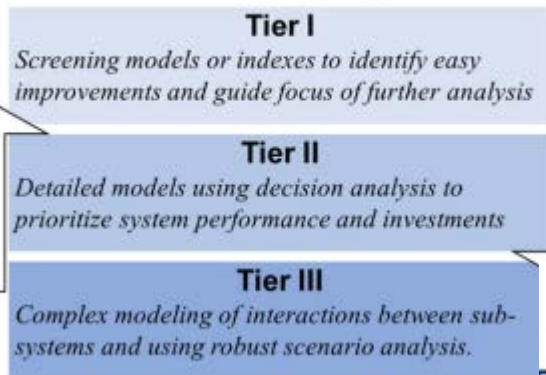 Tier I
Screening models or indexes to identify easy
improvements and guide focus of further analysis
Tier II
Detailed models using decision analysis to
prioritize system performance and investments
Tier III
Complex modeling of interactions between sub-
systems and using robust scenario analysis.